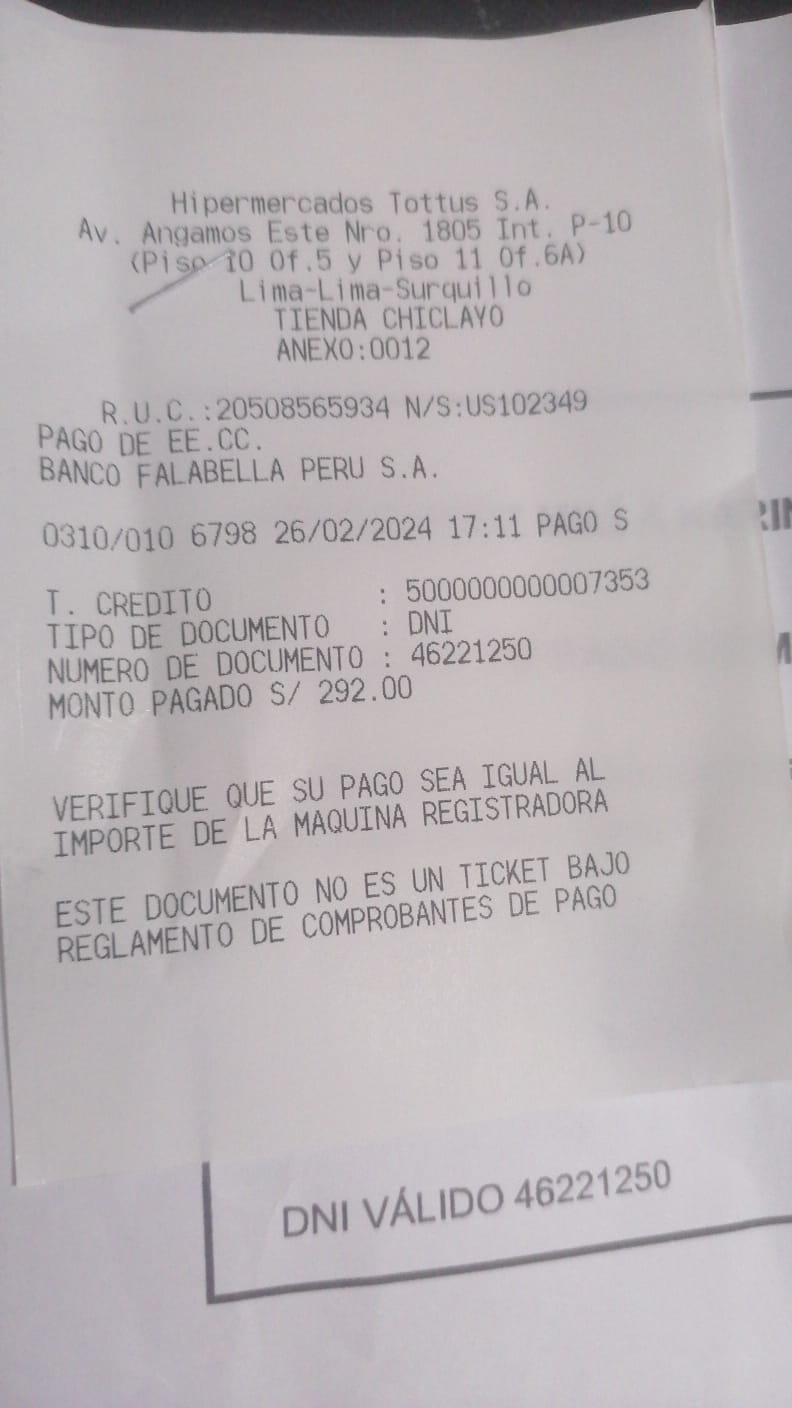 Hipermercados Tottus S.A.
Av. Angamos Este Nro. 1805 Int. P-10
(Piso 10 Of.5 y Piso 11 Of.6A)
Lima-Lima-Surquillo
TIENDA CHICLAYO
ANEXO:0012
R.U.C.:20508565934 N/S:US102349
PAGO DE EE.CC.
BANCO FALABELLA PERU S.A.
0310/010 6798 26/02/2024 17:11 PAGO S
T. CREDITO : 5000000000007353
TIPO DE DOCUMENTO : DNI
NUMERO DE DOCUMENTO : 46221250
MONTO PAGADO S/ 292.00
VERIFIQUE QUE SU PAGO SEA IGUAL AL
IMPORTE DE LA MAQUINA REGISTRADORA
ESTE DOCUMENTO NO ES UN TICKET BAJO
REGLAMENTO DE COMPROBANTES DE PAGO
DNI VÁLIDO 46221250